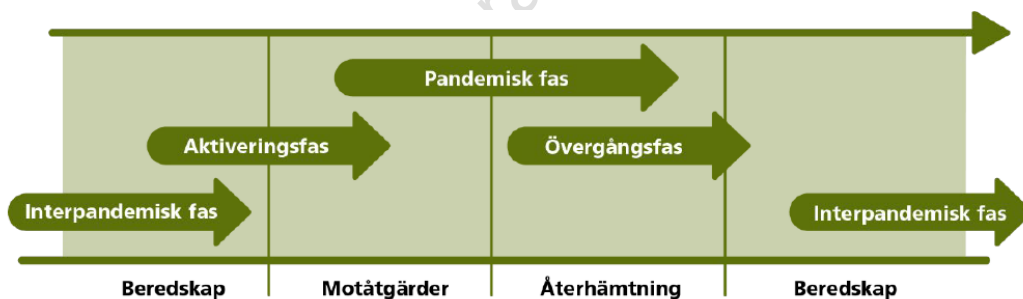 Pandemisk fas
Aktiveringsfas
Övergångsfas
Interpandemisk fas
Interpandemisk fas
Beredskap
Motåtgärder
Återhämtning
Beredskap